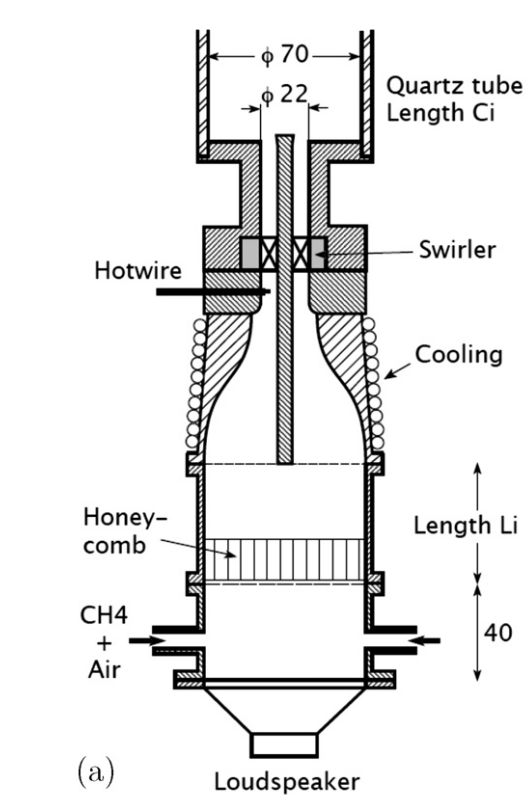 ϕ 70
ϕ 22
Quartz tube
Length Ci
Swirler
Hotwire
Cooling
Length Li
Honey-
comb
CH4
+
Air
40
(a)
Loudspeaker